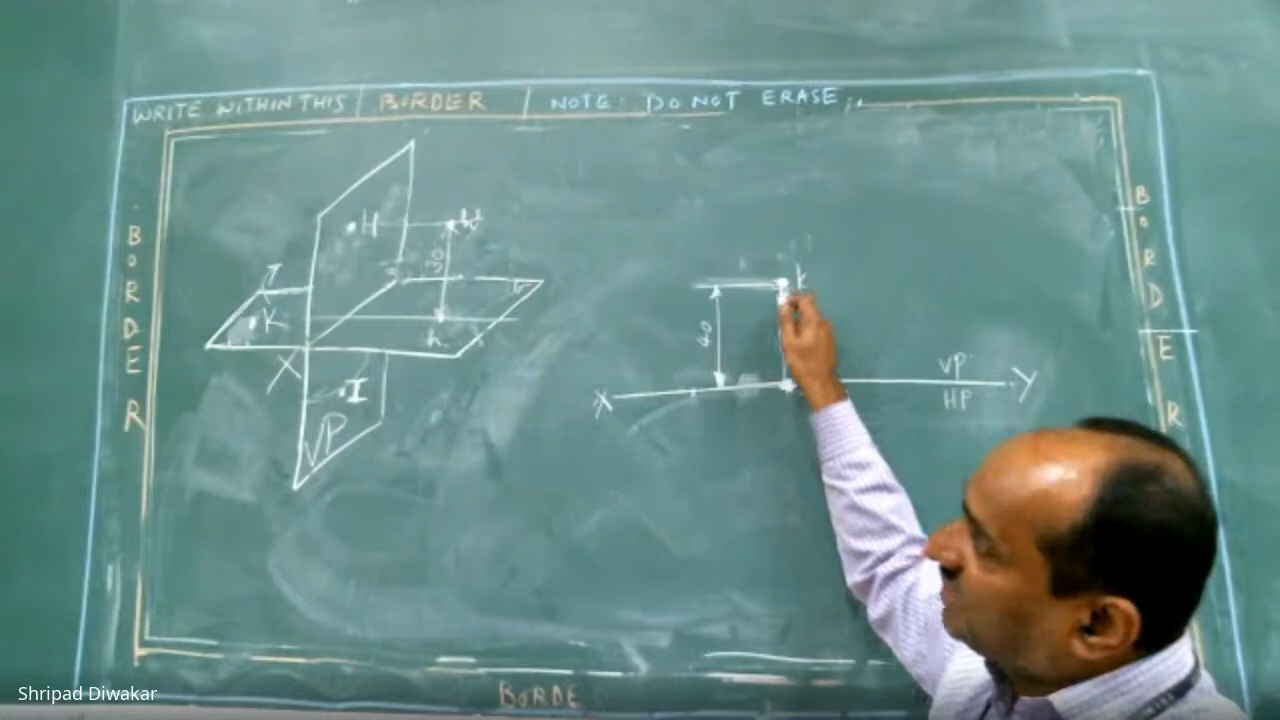 WRITE WITHIN THIS BORDER NOTE: DO NOT ERASE
BORDER
BORDER
H
30
K
h
X
I
VP
k
40
X
VP
HP
Y
BORDE
Shripad Diwakar